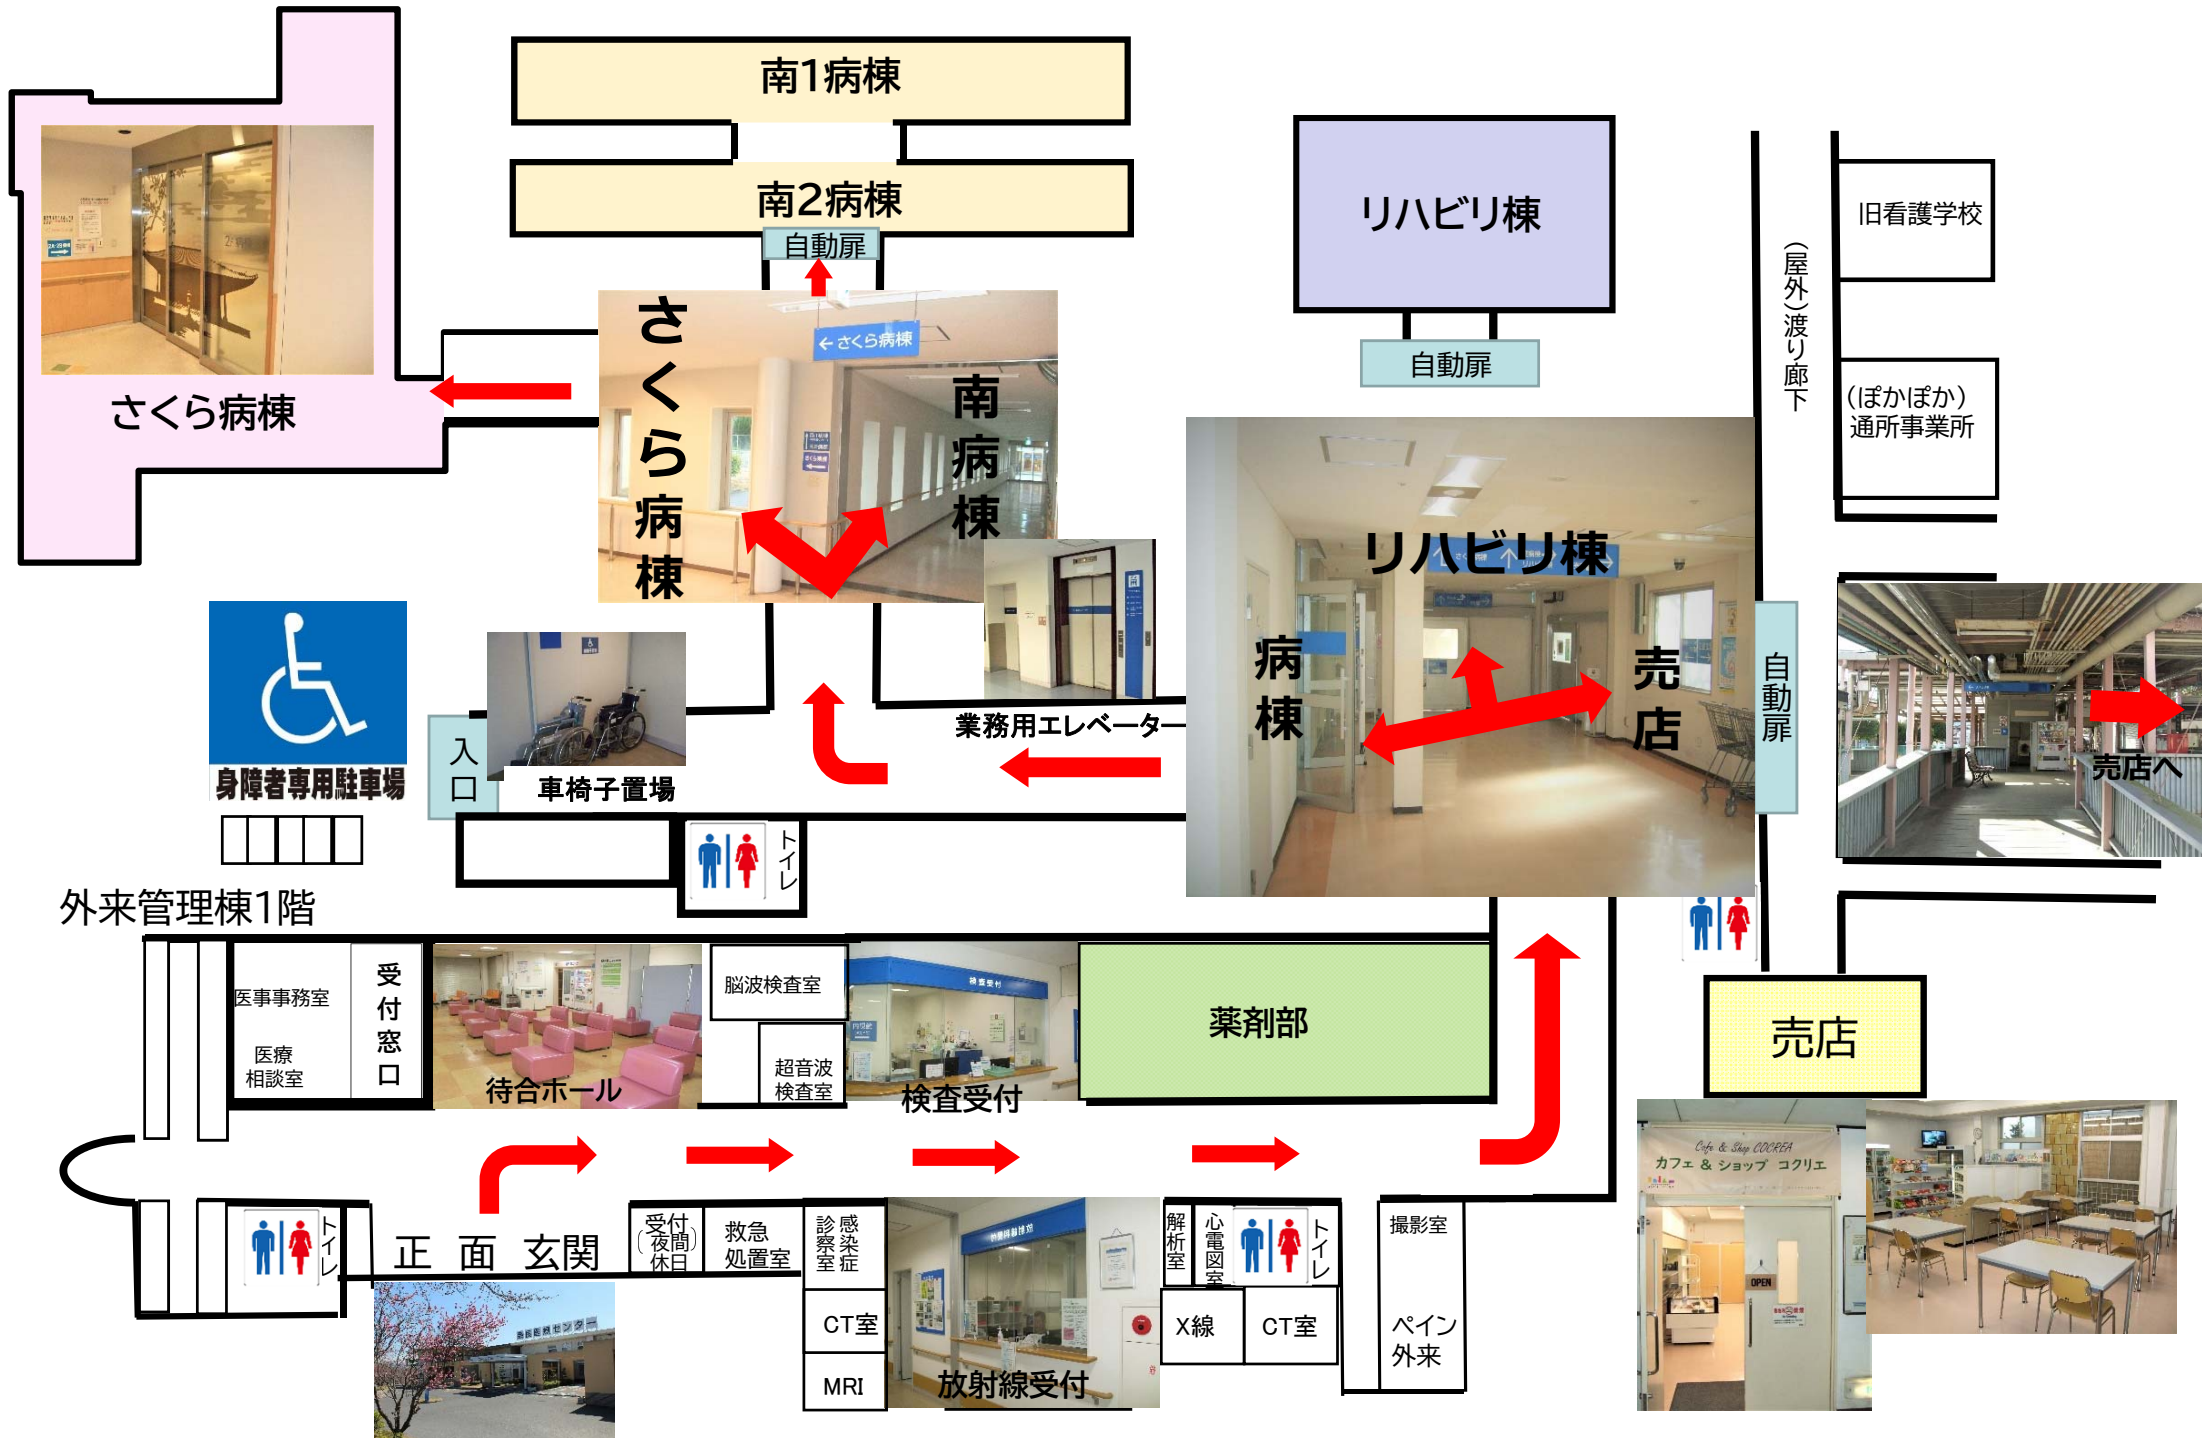 南1病棟
南2病棟
自動扉
リハビリ棟
自動扉
旧看護学校
(屋外)渡り廊下
(ぽかぽか)
通所事業所
さくら病棟
さくら病棟
南病棟
←さくら病棟
リハビリ棟
病棟
売店
自動扉
売店へ
身障者専用駐車場
入口
車椅子置場
業務用エレベーター
トイレ
外来管理棟1階
医事事務室
医療
相談室
受付窓口
待合ホール
脳波検査室
超音波
検査室
検査受付
検査受付
薬剤部
売店
Cafe & Shop COCREA
カフェ & ショップ コクリエ
OPEN
トイレ
正面玄関
受付
(夜間)
休日
救急
処置室
感染症
診察室
CT室
MRI
放射線受付
解析室
心電図室
トイレ
X線
CT室
撮影室
ペイン
外来